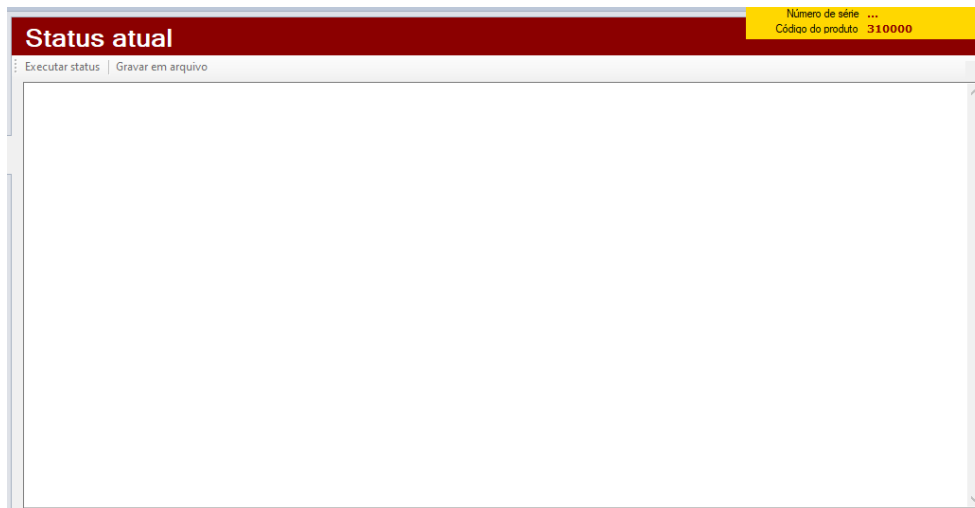 Número de série ...
Status atual
Código do produto 310000
Executar status Gravar em arquivo